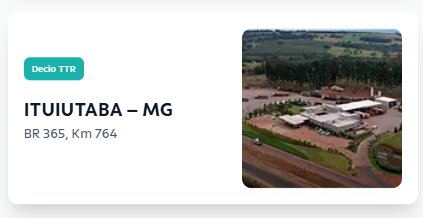 Decio TTR
ITUIUTABA – MG
BR 365, Km 764